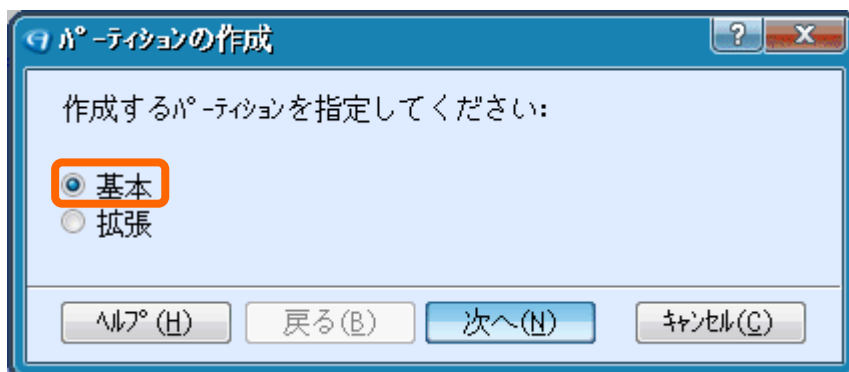 ﾊﾟｰﾃｨｼｮﾝの作成
作成するﾊﾟｰﾃｨｼｮﾝを指定してください:
基本
拡張
ﾍﾙﾌﾟ(H) 戻る(B) 次へ(N) ｷｬﾝｾﾙ(C)